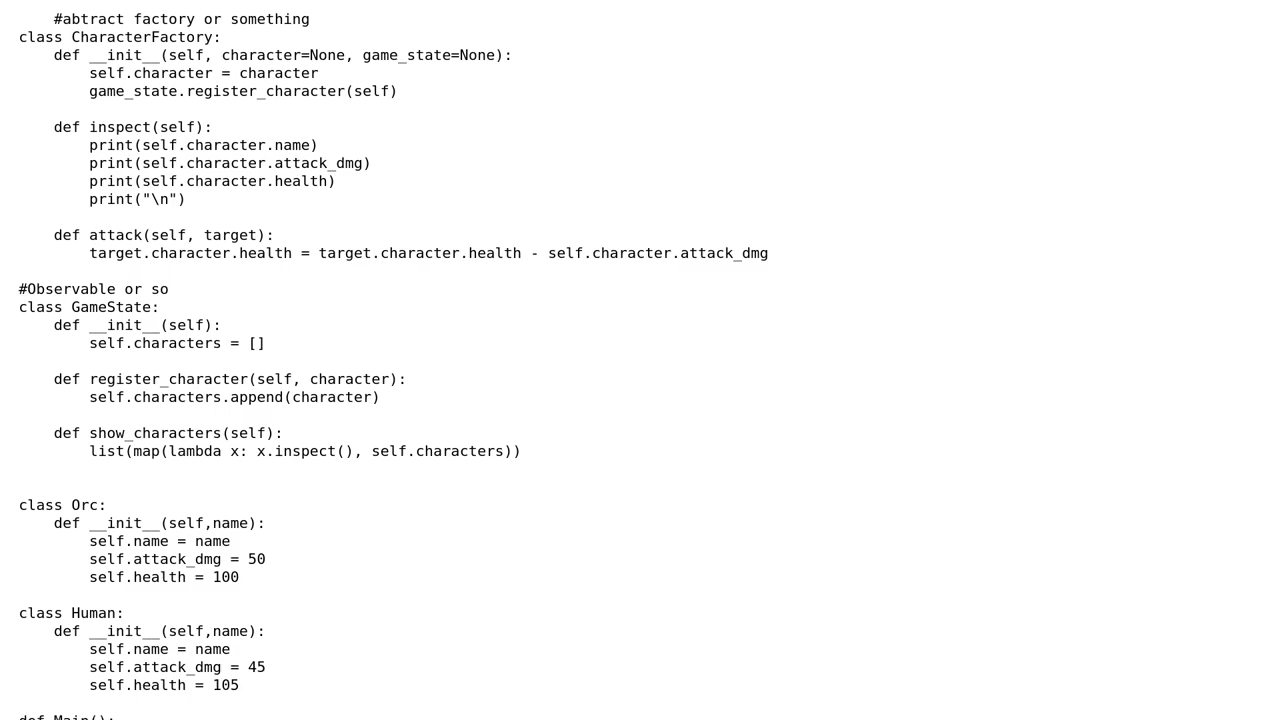 #abtract factory or something
class CharacterFactory:
    def __init__(self, character=None, game_state=None):
        self.character = character
        game_state.register_character(self)

    def inspect(self):
        print(self.character.name)
        print(self.character.attack_dmg)
        print(self.character.health)
        print("\n")

    def attack(self, target):
        target.character.health = target.character.health - self.character.attack_dmg

#Observable or so
class GameState:
    def __init__(self):
        self.characters = []

    def register_character(self, character):
        self.characters.append(character)

    def show_characters(self):
        list(map(lambda x: x.inspect(), self.characters))


class Orc:
    def __init__(self,name):
        self.name = name
        self.attack_dmg = 50
        self.health = 100

class Human:
    def __init__(self,name):
        self.name = name
        self.attack_dmg = 45
        self.health = 105

def Main():